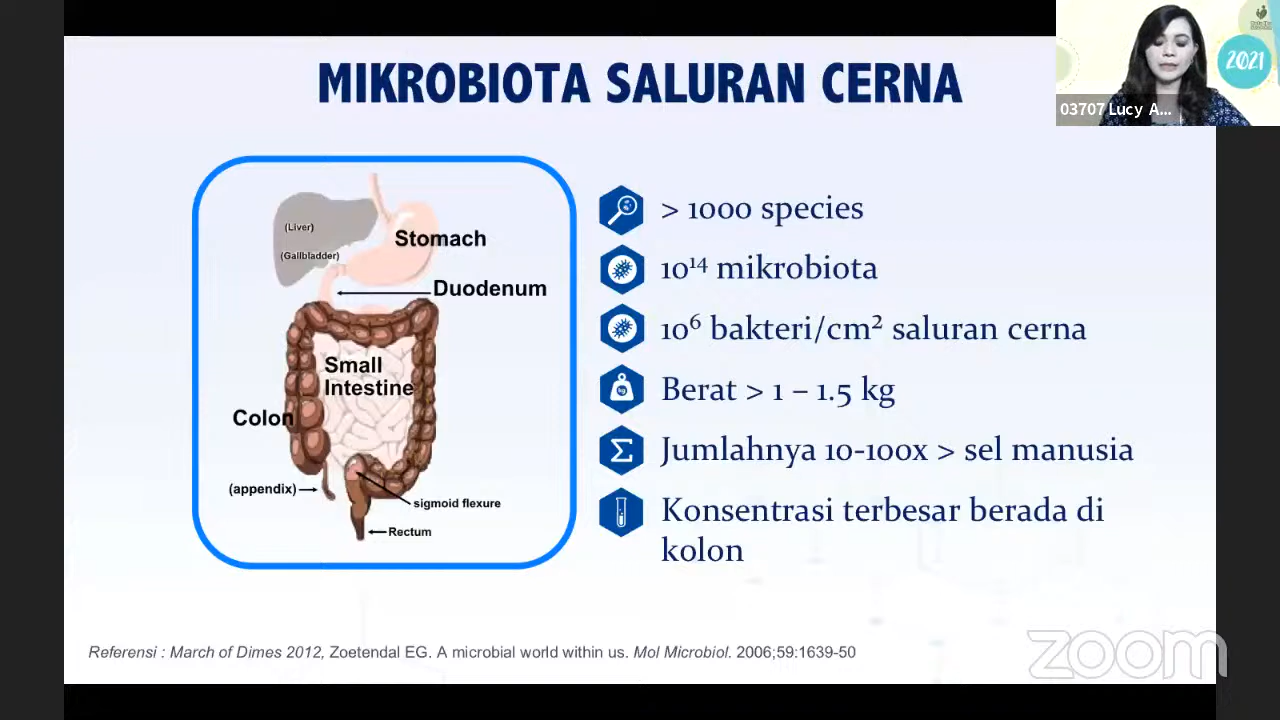 MIKROBIOTA SALURAN CERNA
2021
03707 Lucy A...
(Liver)
(Gallbladder)
Stomach
Duodenum
Small
Intestine
Colon
(appendix)
sigmoid flexure
Rectum
> 1000 species
10¹⁴ mikrobiota
10⁶ bakteri/cm² saluran cerna
Berat > 1 – 1.5 kg
kg
Jumlahnya 10-100x > sel manusia
Σ
Konsentrasi terbesar berada di
kolon
Referensi : March of Dimes 2012, Zoetendal EG. A microbial world within us. Mol Microbiol. 2006;59:1639-50
zoom